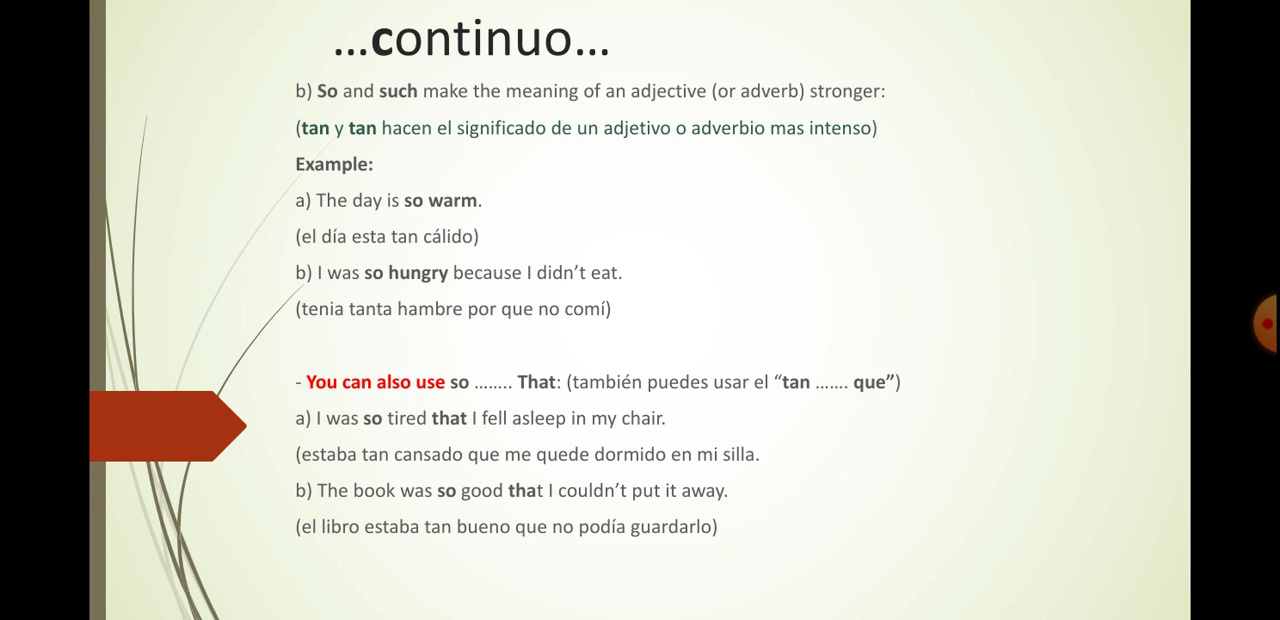 ...continuo...
b) So and such make the meaning of an adjective (or adverb) stronger:
(tan y tan hacen el significado de un adjetivo o adverbio mas intenso)
Example:
a) The day is so warm.
(el día esta tan cálido)
b) I was so hungry because I didn’t eat.
(tenia tanta hambre por que no comí)
- You can also use so ........ That: (también puedes usar el “tan ....... que”)
a) I was so tired that I fell asleep in my chair.
(estaba tan cansado que me quede dormido en mi silla.
b) The book was so good that I couldn’t put it away.
(el libro estaba tan bueno que no podía guardarlo)